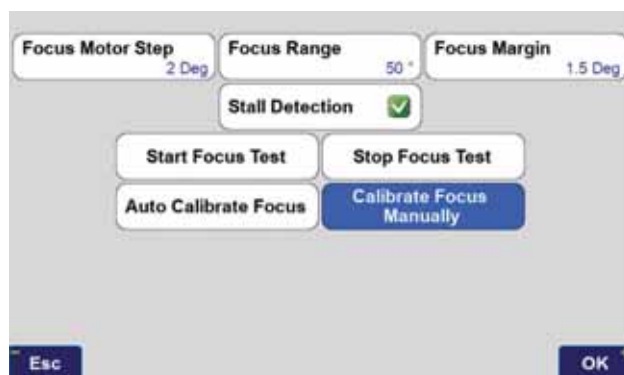 Focus Motor Step
2 Deg
Focus Range
50 °
Focus Margin
1.5 Deg
Stall Detection
Start Focus Test
Stop Focus Test
Auto Calibrate Focus
Calibrate Focus
Manually
Esc
OK